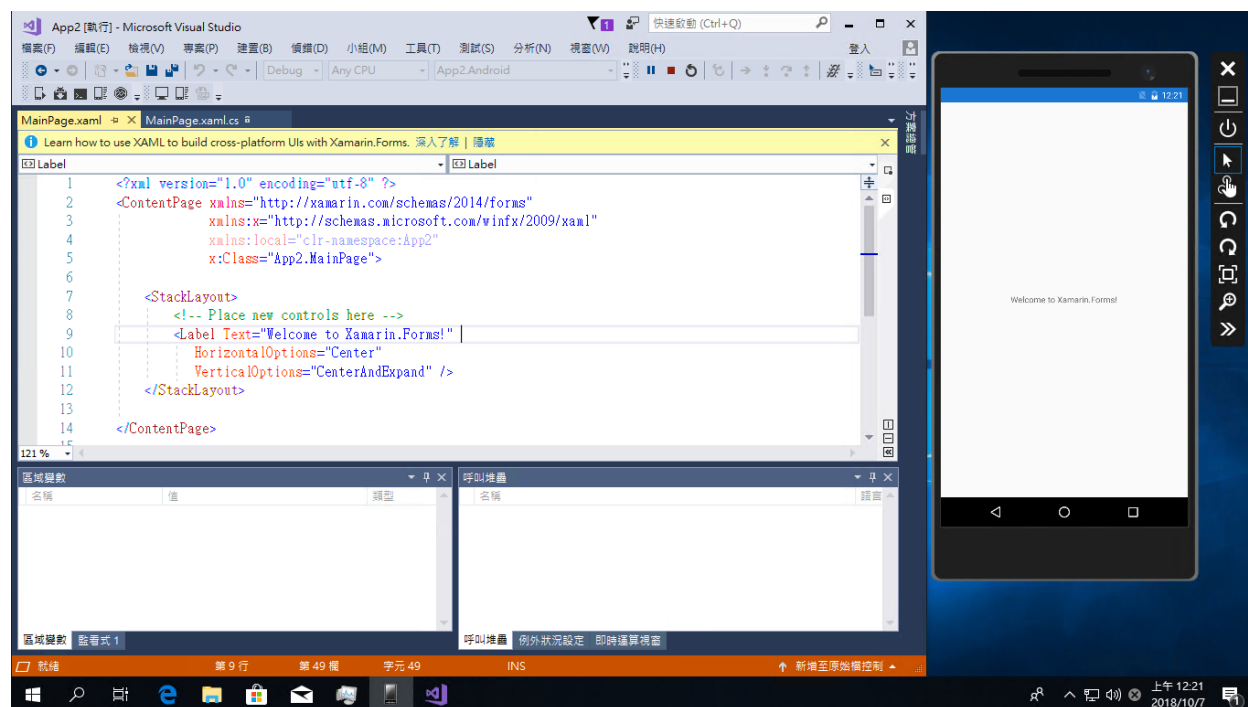 App2 [執行] - Microsoft Visual Studio
1
快速啟動 (Ctrl+Q)
檔案(F) 編輯(E) 檢視(V) 專案(P) 建置(B) 偵錯(D) 小組(M) 工具(T) 測試(S) 分析(N) 視窗(W) 說明(H) 登入
Debug Any CPU App2.Android
MainPage.xaml MainPage.xaml.cs
方案總管
Learn how to use XAML to build cross-platform UIs with Xamarin.Forms. 深入了解 | 隱藏
Label Label
1 <?xml version="1.0" encoding="utf-8" ?>
2 <ContentPage xmlns="http://xamarin.com/schemas/2014/forms"
3 xmlns:x="http://schemas.microsoft.com/winfx/2009/xaml"
4 xmlns:local="clr-namespace:App2"
5 x:Class="App2.MainPage">
6
7 <StackLayout>
8 <!-- Place new controls here -->
9 <Label Text="Welcome to Xamarin.Forms!"
10 HorizontalOptions="Center"
11 VerticalOptions="CenterAndExpand" />
12 </StackLayout>
13
14 </ContentPage>
15
121 %
區域變數
名稱 值 類型
區域變數 監看式 1
呼叫堆疊
名稱 語言
呼叫堆疊 例外狀況設定 即時運算視窗
就緒 第 9 行 第 49 欄 字元 49 INS 新增至原始檔控制
12:21
Welcome to Xamarin.Forms!
上午 12:21
2018/10/7
1